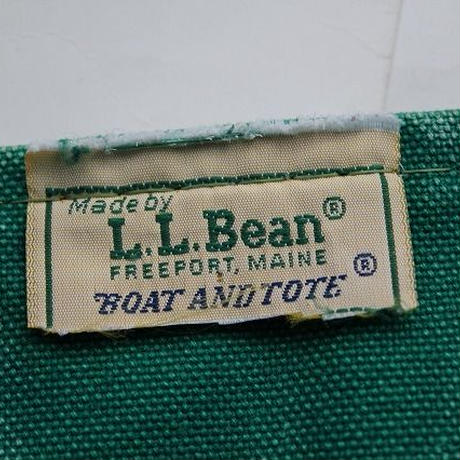 Made by
L.L.Bean®
FREEPORT, MAINE
BOAT AND TOTE®